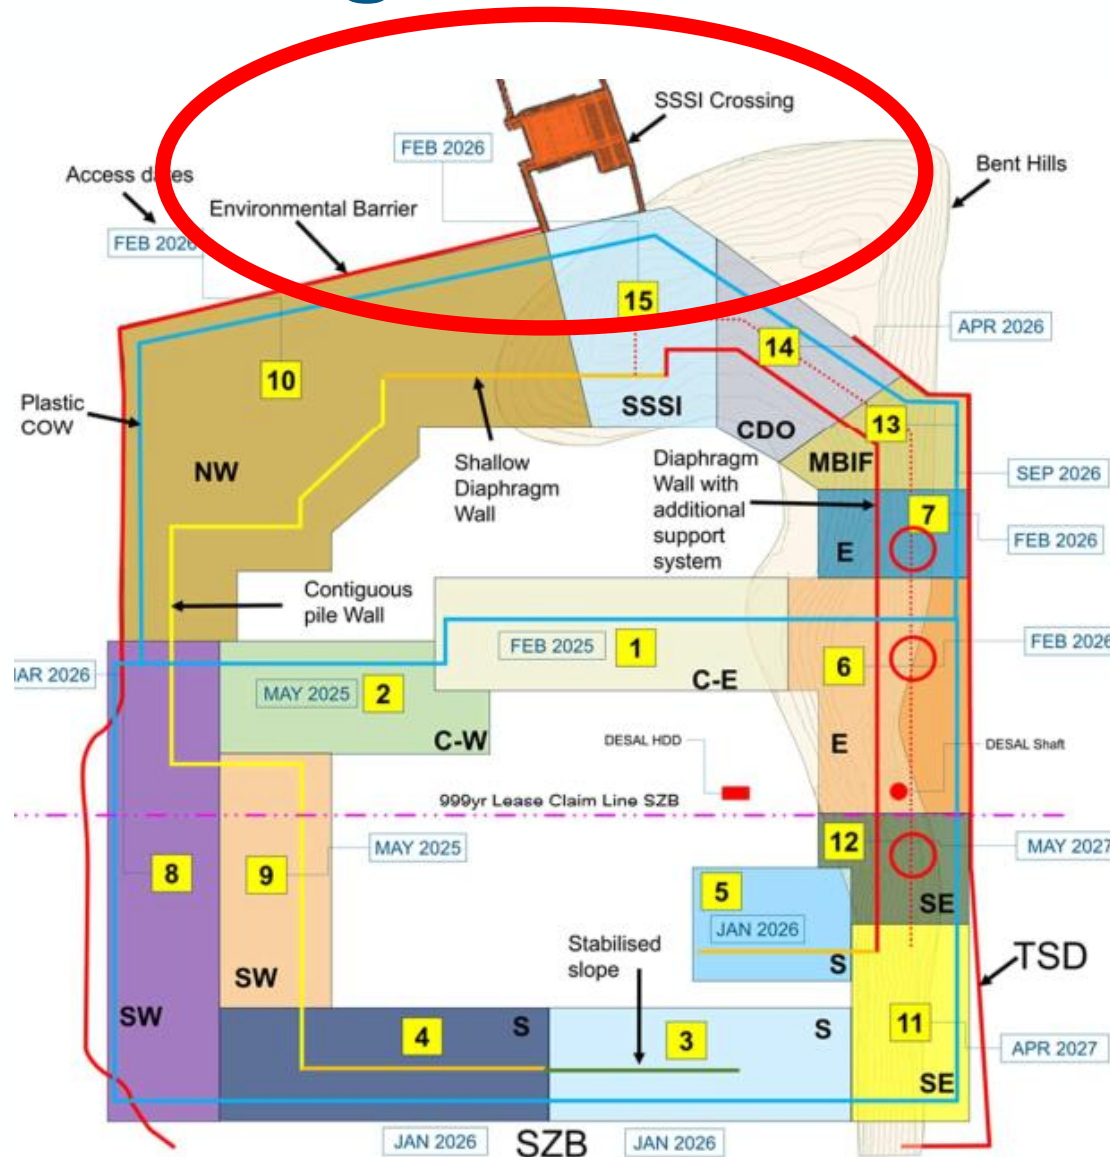 SSSI Crossing
FEB 2026
Bent Hills
Access dates
Environmental Barrier
FEB 2026
15
APR 2026
14
10
Plastic
COW
SSSI
CDO
13
NW
Shallow
Diaphragm
Wall
Diaphragm
Wall with
additional
support
system
MBIF
SEP 2026
7
FEB 2026
E
Contiguous
pile Wall
FEB 2025
1
6
FEB 2026
MAR 2026
MAY 2025
2
C-E
C-W
E
DESAL HDD
DESAL Shaft
999yr Lease Claim Line SZB
12
MAY 2027
MAY 2025
8
9
5
SE
JAN 2026
Stabilised
slope
S
TSD
SW
SW
4
S
3
S
11
APR 2027
SE
JAN 2026
SZB
JAN 2026